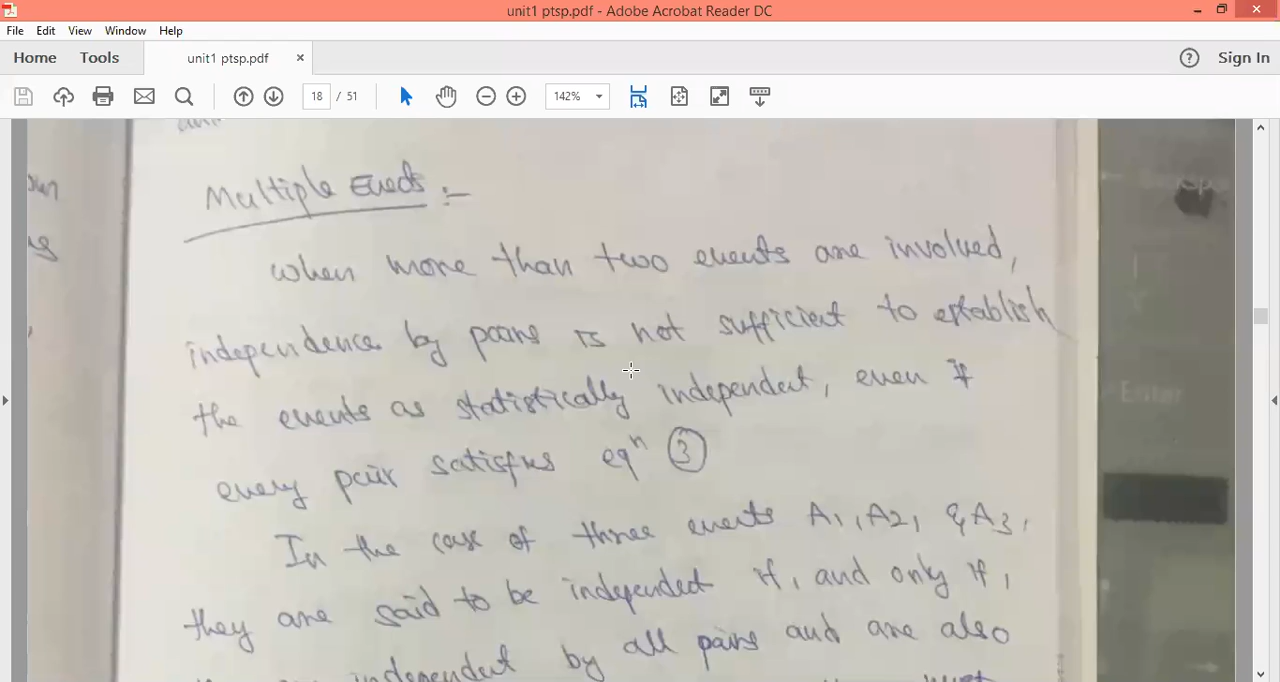 unit1 ptsp.pdf - Adobe Acrobat Reader DC
File Edit View Window Help
Home Tools unit1 ptsp.pdf × Sign In
18 / 51 142%
Multiple Events :-
when more than two events are involved,
independence by pairs is not sufficient to establish
the events as statistically independent, even if
every pair satisfies eqn 3
In the case of three events A1, A2, & A3,
they are said to be independent if, and only if,
independent by all pairs and are also
Enter